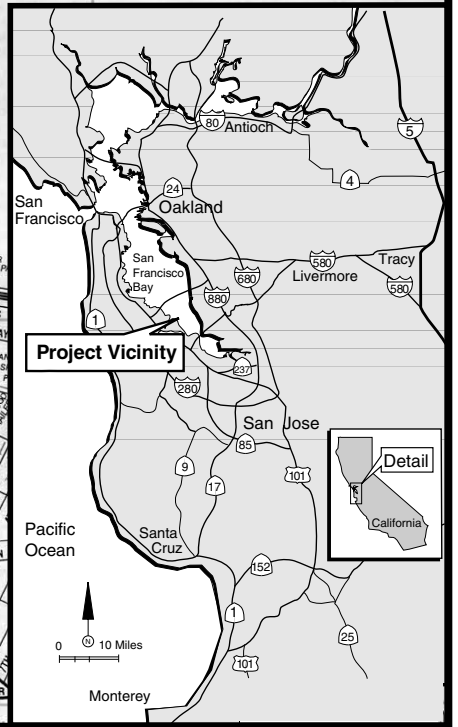 80
Antioch
5
4
24
San
Francisco
Oakland
San
Francisco
Bay
680
580
Tracy
Livermore
580
880
1
Project Vicinity
237
280
San Jose
85
9
17
101
Detail
California
Pacific
Ocean
Santa
Cruz
152
1
N
0 10 Miles
25
101
Monterey